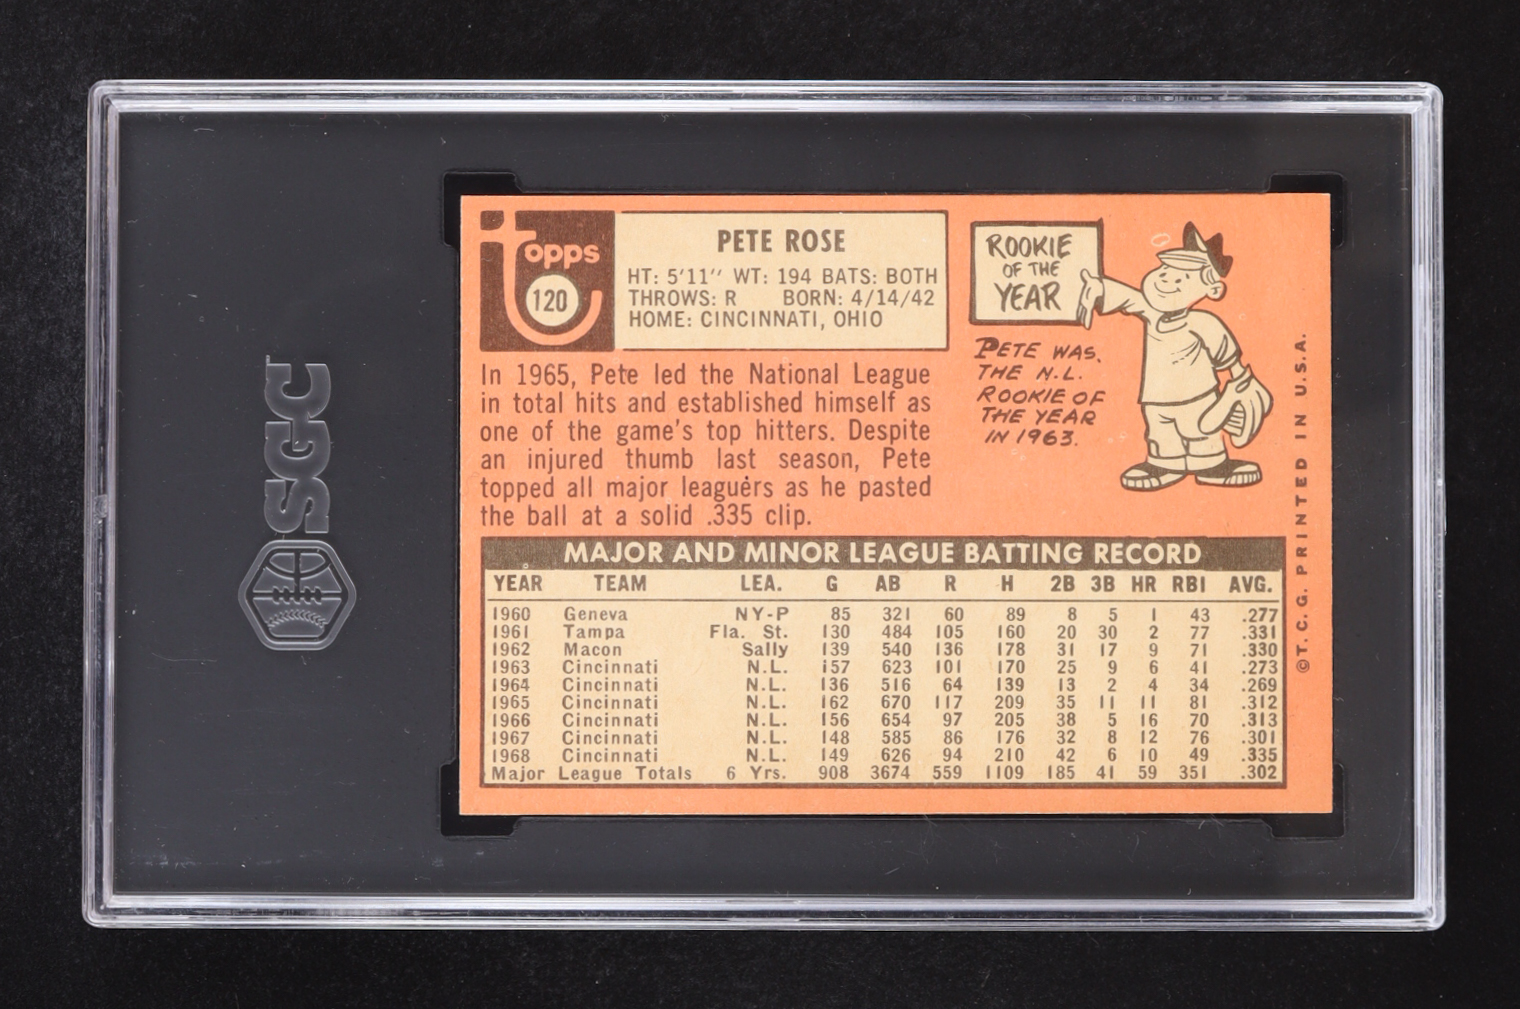 SGC
Topps
120
PETE ROSE
HT: 5'11" WT: 194 BATS: BOTH
THROWS: R BORN: 4/14/42
HOME: CINCINNATI, OHIO
In 1965, Pete led the National League
in total hits and established himself as
one of the game's top hitters. Despite
an injured thumb last season, Pete
topped all major leaguers as he pasted
the ball at a solid .335 clip.
ROOKIE
OF THE
YEAR
PETE WAS
THE N.L.
ROOKIE OF
THE YEAR
IN 1963.
MAJOR AND MINOR LEAGUE BATTING RECORD
YEAR TEAM LEA. G AB R H 2B 3B HR RBI AVG.
1960 Geneva NY-P 85 321 60 89 8 5 1 43 .277
1961 Tampa Fla. St. 130 484 105 160 20 30 2 77 .331
1962 Macon Sally 139 540 136 178 31 17 9 71 .330
1963 Cincinnati N.L. 157 623 101 170 25 9 6 41 .273
1964 Cincinnati N.L. 136 516 64 139 13 2 4 34 .269
1965 Cincinnati N.L. 162 670 117 209 35 11 11 81 .312
1966 Cincinnati N.L. 156 654 97 205 38 5 16 70 .313
1967 Cincinnati N.L. 148 585 86 176 32 8 12 76 .301
1968 Cincinnati N.L. 149 626 94 210 42 6 10 49 .335
Major League Totals 6 Yrs. 908 3674 559 1109 185 41 59 351 .302
©T.C.G. PRINTED IN U.S.A.